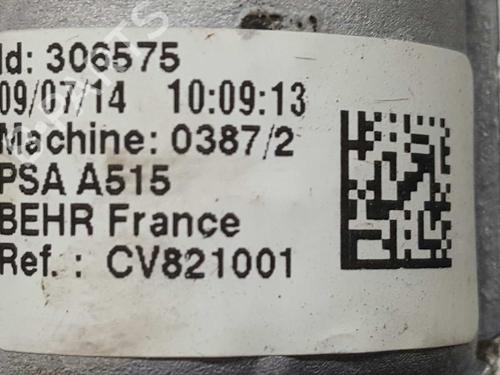 Id: 306575
09/07/14 10:09:13
Machine: 0387/2
PSA A515
BEHR France
Ref. : CV821001